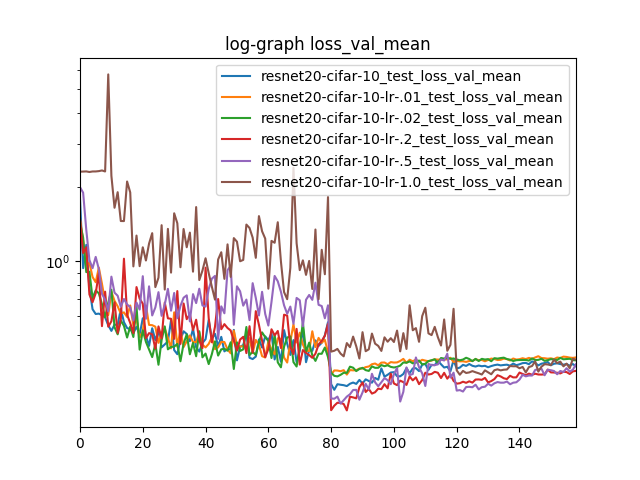 log-graph loss_val_mean
resnet20-cifar-10_test_loss_val_mean
resnet20-cifar-10-lr-.01_test_loss_val_mean
resnet20-cifar-10-lr-.02_test_loss_val_mean
resnet20-cifar-10-lr-.2_test_loss_val_mean
resnet20-cifar-10-lr-.5_test_loss_val_mean
resnet20-cifar-10-lr-1.0_test_loss_val_mean
10⁰
0 20 40 60 80 100 120 140